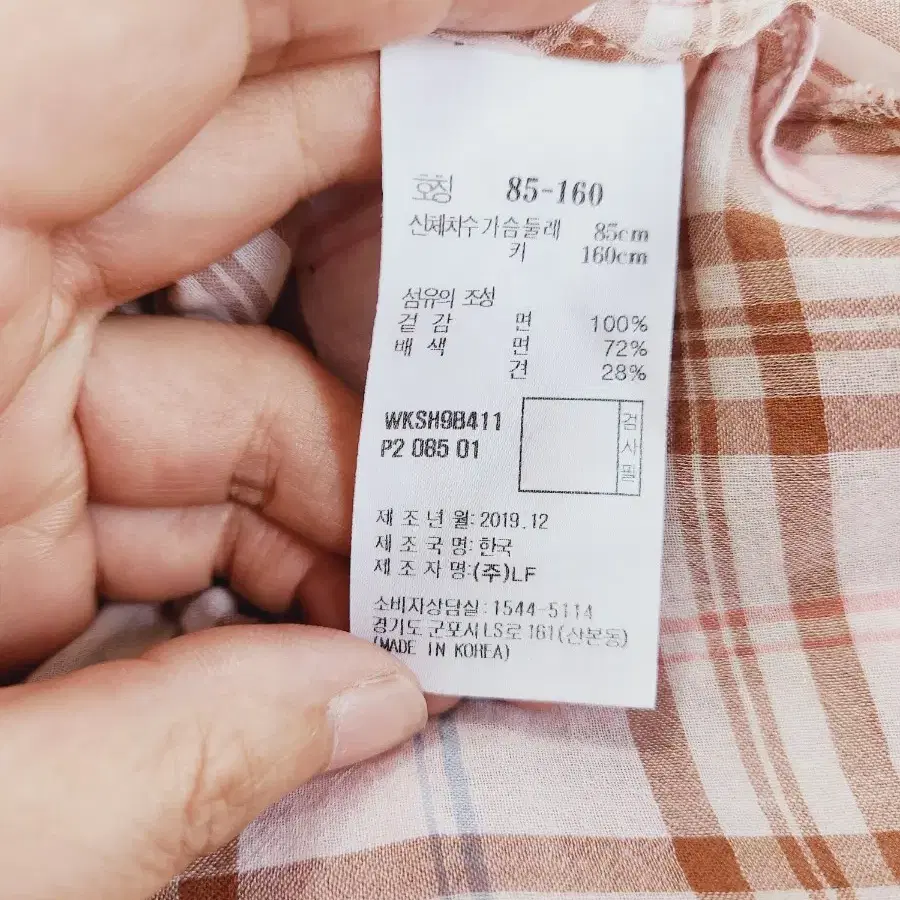 호칭 85-160
신체치수 가슴둘레 85cm
키 160cm
섬유의 조성
겉 감 면 100%
배 색 면 72%
견 28%
WKSH9B411
P2 085 01
검사필
제 조 년 월: 2019.12
제 조 국 명: 한국
제 조 자 명: (주)LF
소비자상담실: 1544-5114
경기도 군포시 LS로 161(산본동)
(MADE IN KOREA)